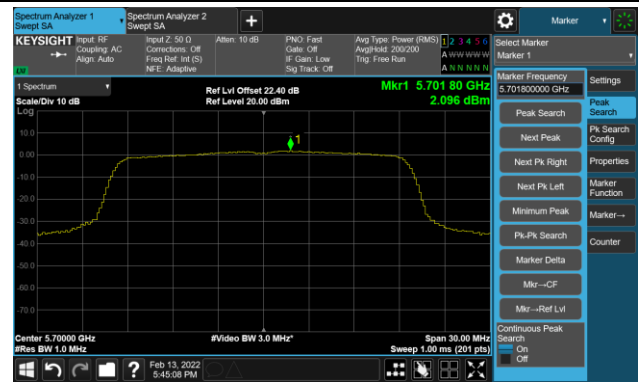 Spectrum Analyzer 1
Swept SA
Spectrum Analyzer 2
Swept SA
Marker
KEYSIGHT
Input: RF
Coupling: AC
Align: Auto
Input Z: 50 Ω
Corrections: Off
Freq Ref: Int (S)
NFE: Adaptive
Atten: 10 dB
PNO: Fast
Gate: Off
IF Gain: Low
Sig Track: Off
Avg Type: Power (RMS)
Avg|Hold: 200/200
Trig: Free Run
1 2 3 4 5 6
A W W W W W
A N N N N N
Select Marker
Marker 1
1 Spectrum
Scale/Div 10 dB
Log
Ref Lvl Offset 22.40 dB
Ref Level 20.00 dBm
Mkr1 5.701 80 GHz
2.096 dBm
1
10.0
0.00
-10.0
-20.0
-30.0
-40.0
-50.0
-60.0
-70.0
Center 5.70000 GHz
#Res BW 1.0 MHz
#Video BW 3.0 MHz*
Span 30.00 MHz
Sweep 1.00 ms (201 pts)
Marker Frequency
5.701800000 GHz
Peak Search
Next Peak
Next Pk Right
Next Pk Left
Minimum Peak
Pk-Pk Search
Marker Delta
Mkr→CF
Mkr→Ref Lvl
Continuous Peak
Search
On
Off
Settings
Peak
Search
Pk Search
Config
Properties
Marker
Function
Marker→
Counter
?
Feb 13, 2022
5:45:08 PM